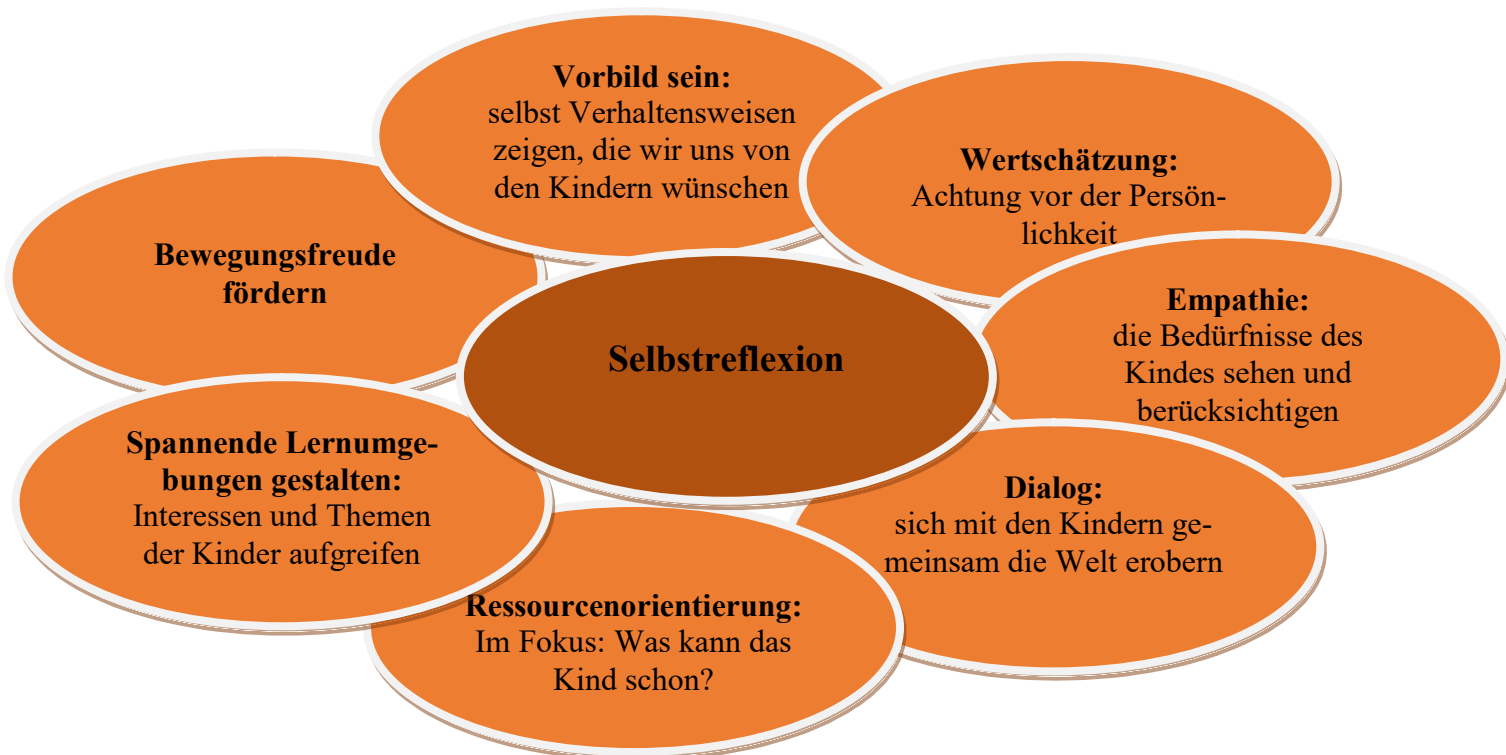 Vorbild sein:
selbst Verhaltensweisen
zeigen, die wir uns von
den Kindern wünschen
Wertschätzung:
Achtung vor der Persön-
lichkeit
Bewegungsfreude
fördern
Empathie:
die Bedürfnisse des
Kindes sehen und
berücksichtigen
Selbstreflexion
Spannende Lernumge-
bungen gestalten:
Interessen und Themen
der Kinder aufgreifen
Dialog:
sich mit den Kindern ge-
meinsam die Welt erobern
Ressourcenorientierung:
Im Fokus: Was kann das
Kind schon?